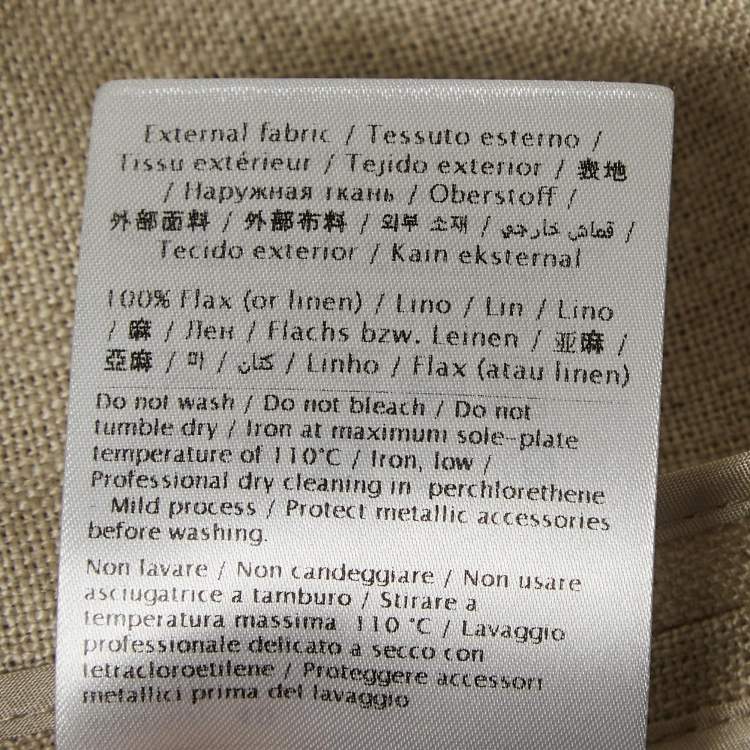 External fabric / Tessuto esterno /
Tissu extérieur / Tejido exterior / 表地
/ Наружная ткань / Oberstoff /
外部面料 / 外部布料 / 외부 소재 / قماش خارجي /
Tecido exterior / Kain eksternal
100% Flax (or linen) / Lino / Lin / Lino
/ 麻 / Лен / Flachs bzw. Leinen / 亚麻 /
亞麻 / 마 / كتان / Linho / Flax (atau linen)
Do not wash / Do not bleach / Do not
tumble dry / Iron at maximum sole-plate
temperature of 110°C / Iron, low /
Professional dry cleaning in perchlorethene
- Mild process / Protect metallic accessories
before washing.
Non lavare / Non candeggiare / Non usare
asciugatrice a tamburo / Stirare a
temperatura massima 110 °C / Lavaggio
professionale delicato a secco con
tetracloroetilene / Proteggere accessori
metallici prima del lavaggio